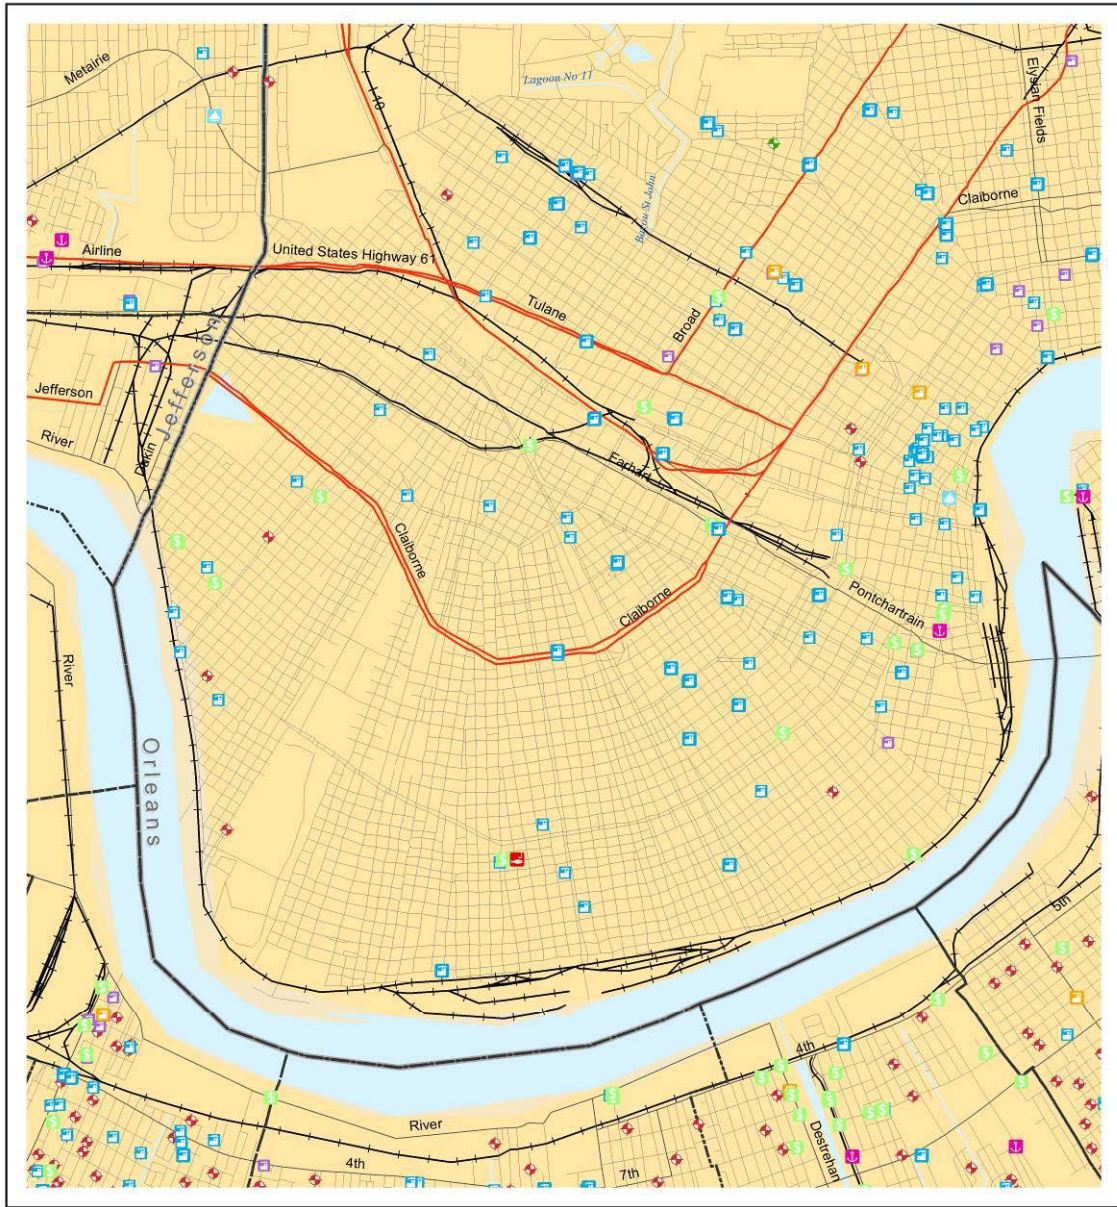 Metairie
10
Lagoon No 11
Elysian Fields
Bayou St John
Claiborne
Airline
United States Highway 61
Tulane
Broad
Jefferson
Jefferson
River
Dakin
Earhart
Claiborne
Claiborne
Pontchartrain
River
Orleans
5th
4th
River
4th
7th
Destrehan